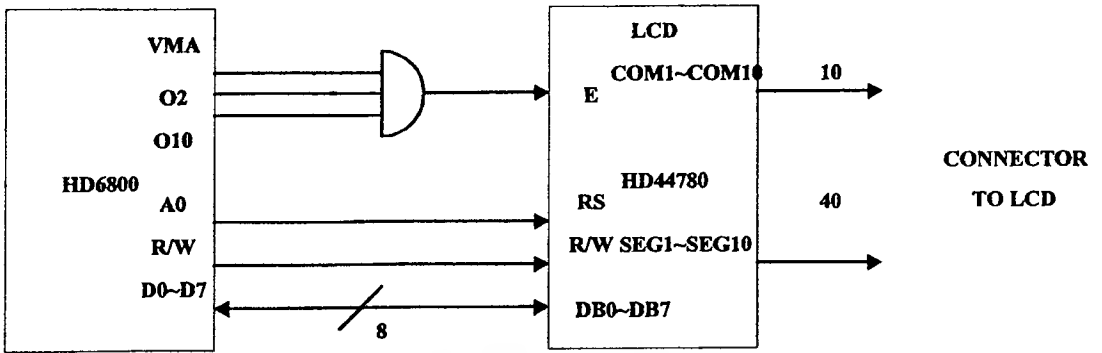 VMA
O2
O10
HD6800
A0
R/W
D0~D7
8
LCD
COM1~COM10
E
HD44780
RS
R/W SEG1~SEG10
DB0~DB7
10
40
CONNECTOR
TO LCD